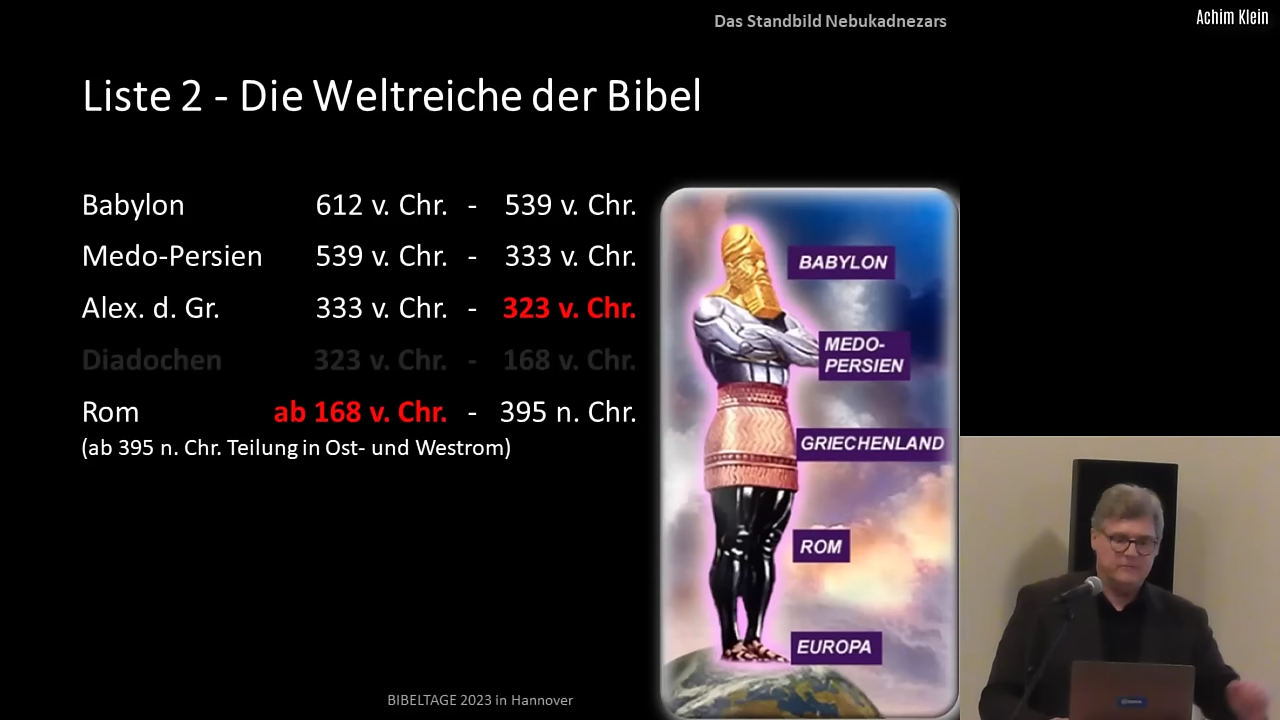 Das Standbild Nebukadnezars
Achim Klein
Liste 2 - Die Weltreiche der Bibel
Babylon 612 v. Chr. - 539 v. Chr.
Medo-Persien 539 v. Chr. - 333 v. Chr.
Alex. d. Gr. 333 v. Chr. - 323 v. Chr.
Diadochen 323 v. Chr. - 168 v. Chr.
Rom ab 168 v. Chr. - 395 n. Chr.
(ab 395 n. Chr. Teilung in Ost- und Westrom)
BABYLON
MEDO-
PERSIEN
GRIECHENLAND
ROM
EUROPA
BIBELTAGE 2023 in Hannover